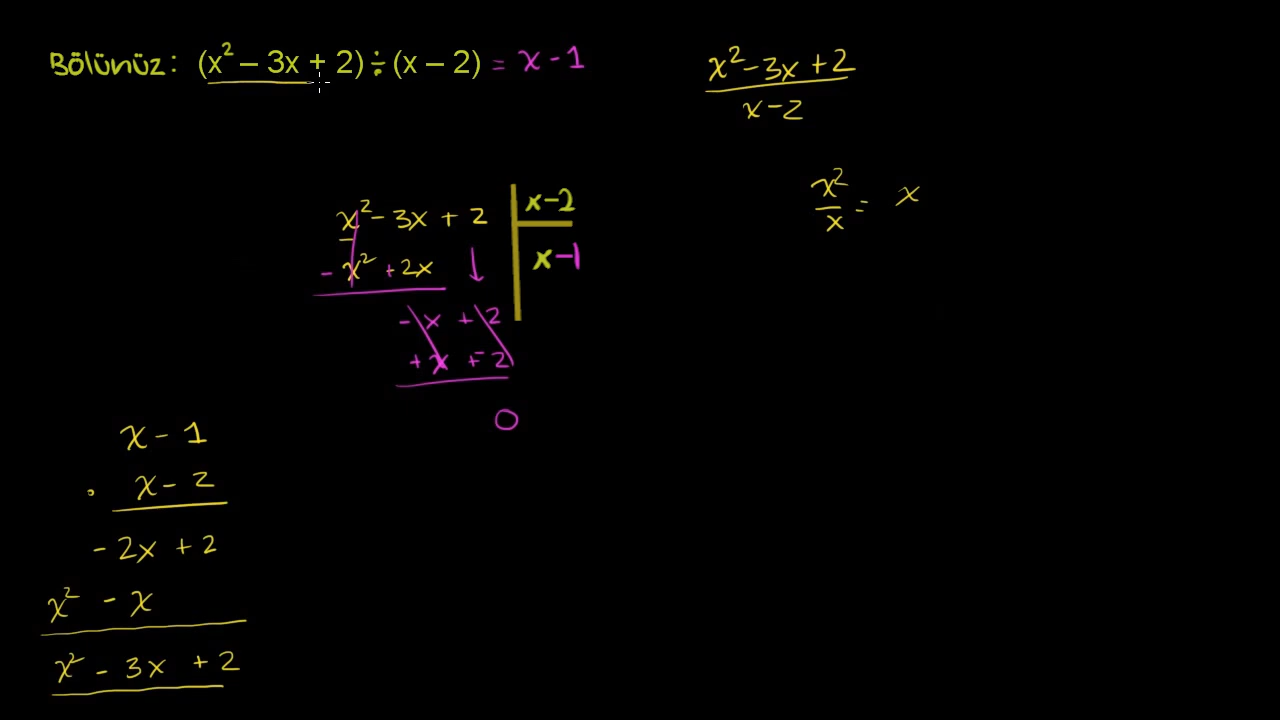 Bölünüz: (x² – 3x + 2) ÷ (x – 2) = x - 1
x² - 3x + 2
x - 2
x²
x
= x
x² - 3x + 2
x - 2
- x² + 2x ↓
x - 1
- x + 2
+ x - 2
0
x - 1
· x - 2
- 2x + 2
x² - x
x² - 3x + 2